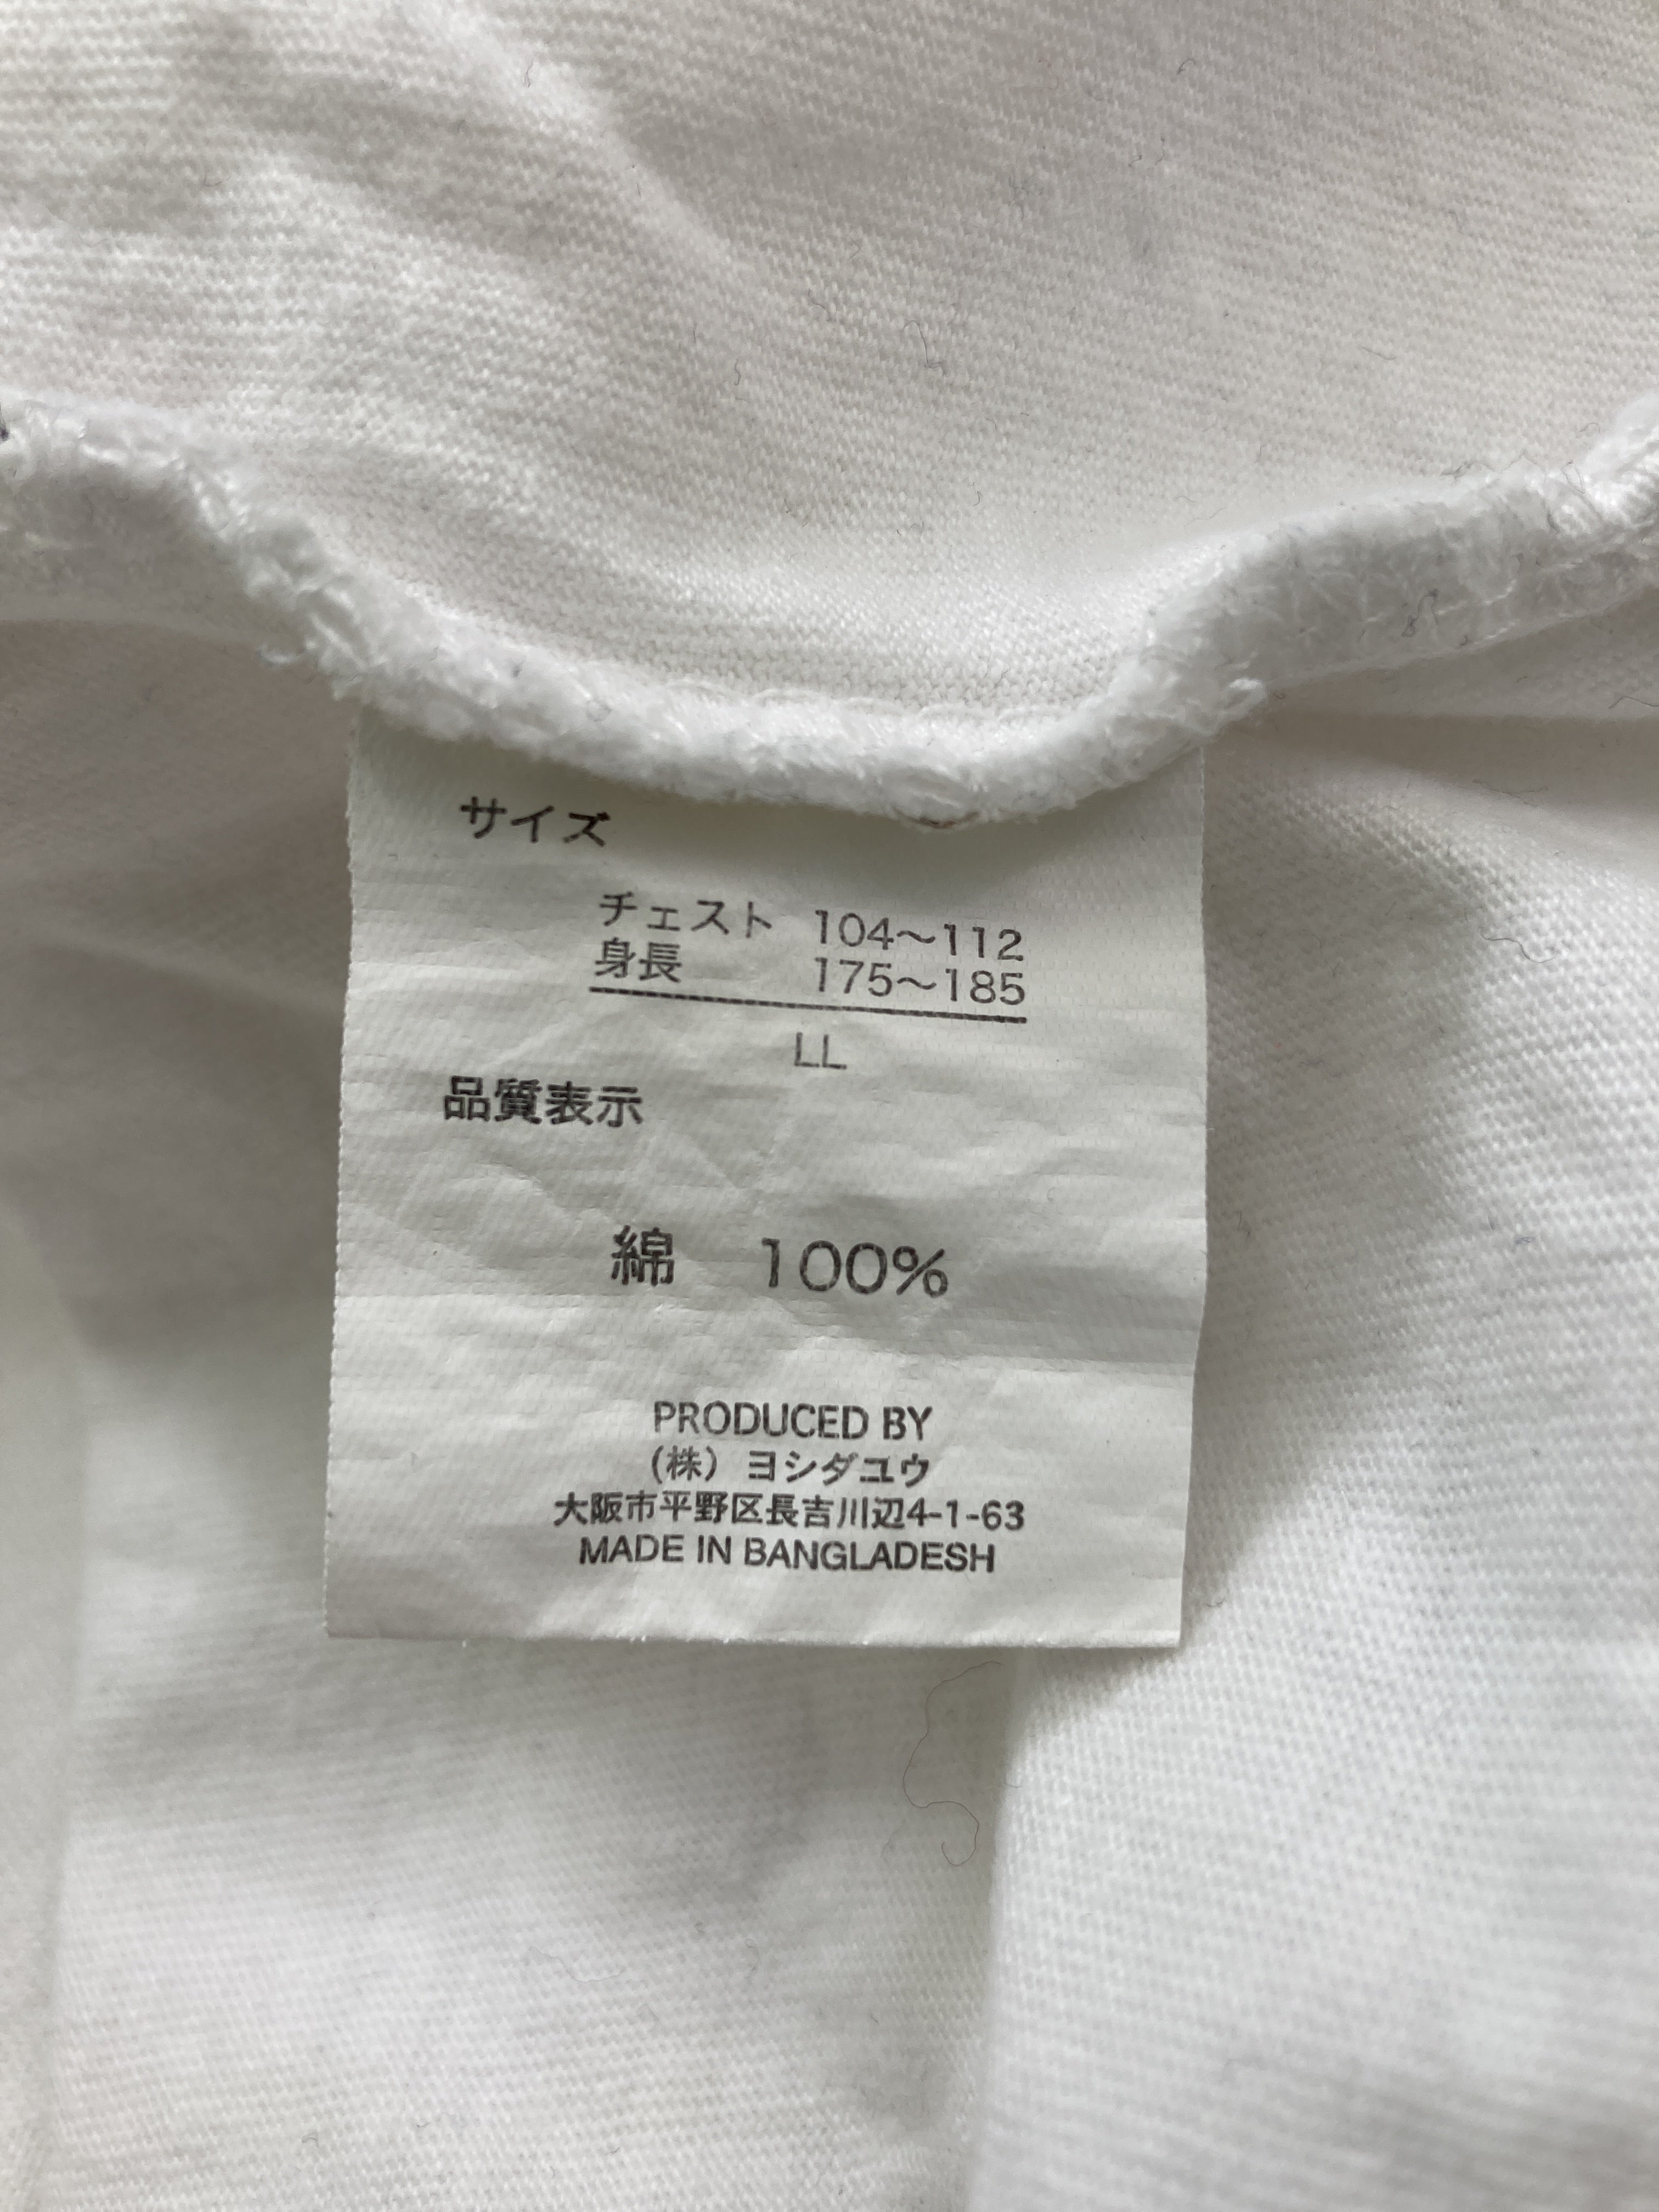 サイズ
チェスト 104～112
身長 175～185
LL
品質表示
綿 100%
PRODUCED BY
(株) ヨシダユウ
大阪市平野区長吉川辺4-1-63
MADE IN BANGLADESH